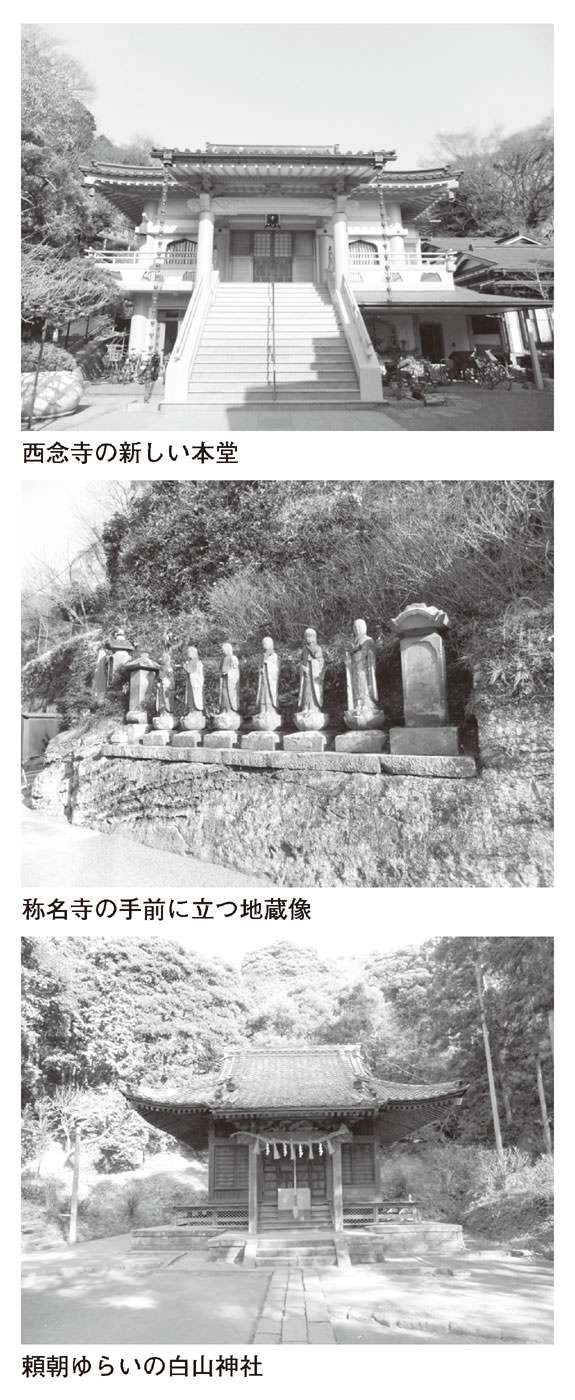 西念寺の新しい本堂
称名寺の手前に立つ地蔵像
頼朝ゆらいの白山神社